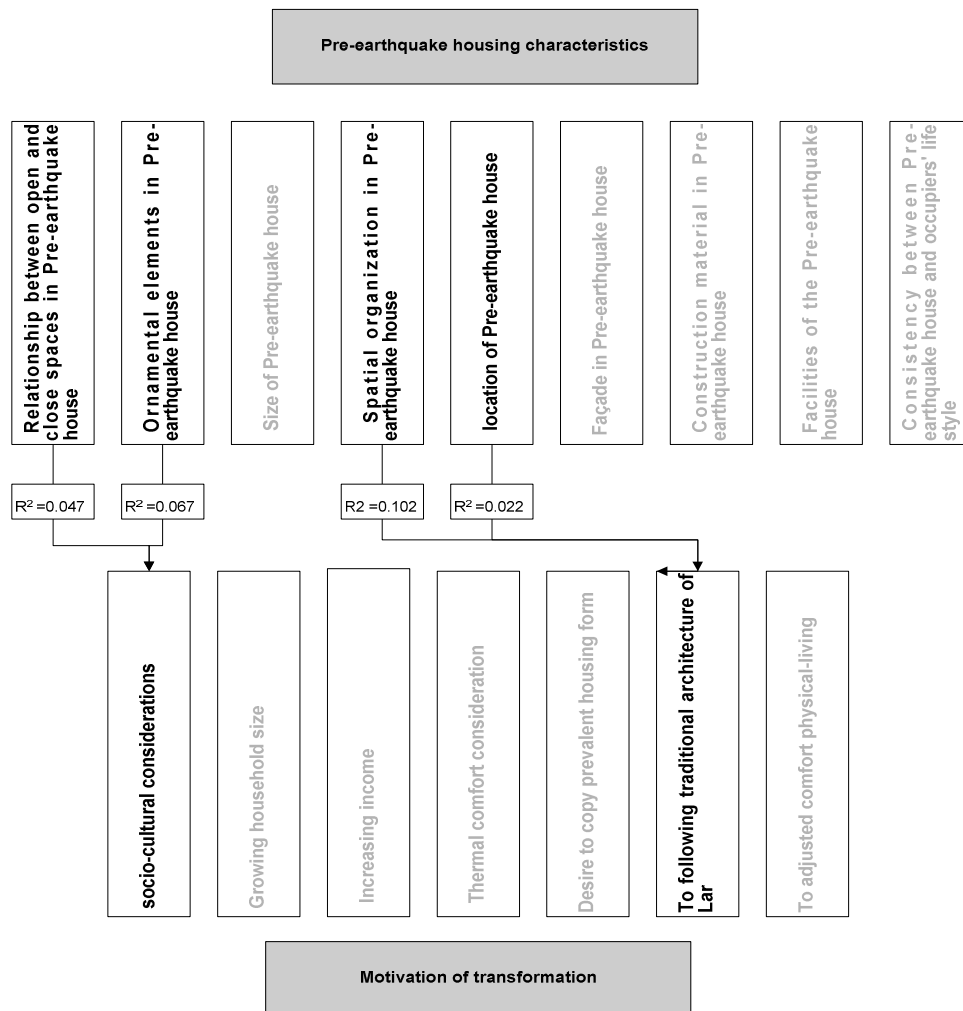 Pre-earthquake housing characteristics
Relationship between open and
close spaces in Pre-earthquake
house
Ornamental elements in Pre-
earthquake house
Size of Pre-earthquake house
Spatial organization in Pre-
earthquake house
location of Pre-earthquake house
Façade in Pre-earthquake house
Construction material in Pre-
earthquake house
Facilities of the Pre-earthquake
house
Consistency between Pre-
earthquake house and occupiers' life
style
R² =0.047
R² =0.067
R2 =0.102
R² =0.022
socio-cultural considerations
Growing household size
Increasing income
Thermal comfort consideration
Desire to copy prevalent housing form
To following traditional architecture of
Lar
To adjusted comfort physical-living
Motivation of transformation